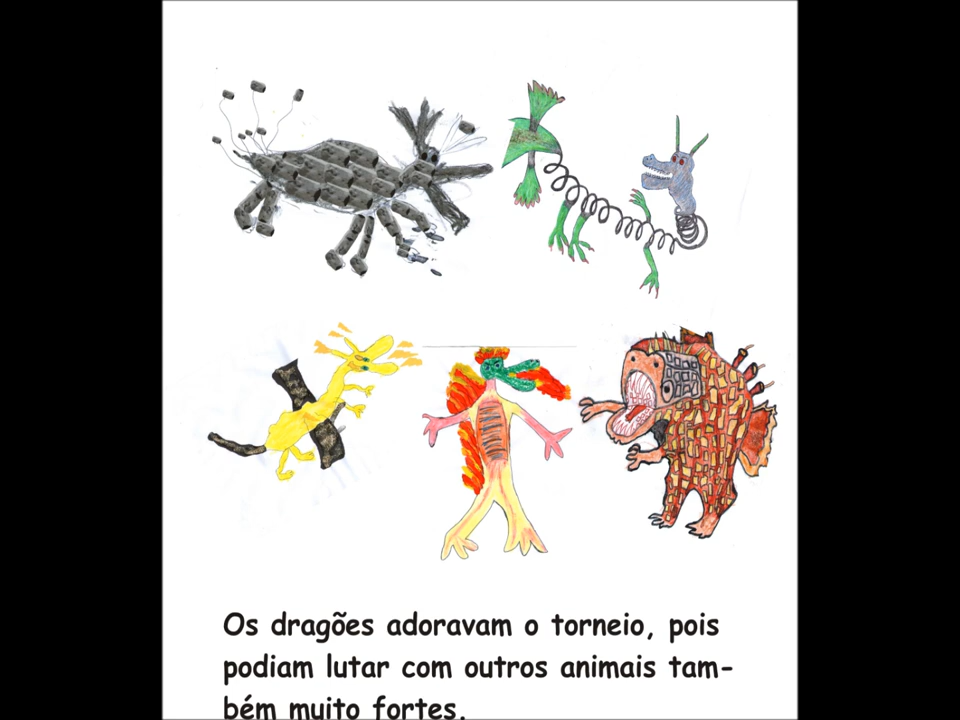 Os dragões adoravam o torneio, pois
podiam lutar com outros animais tam-
bém muito fortes.